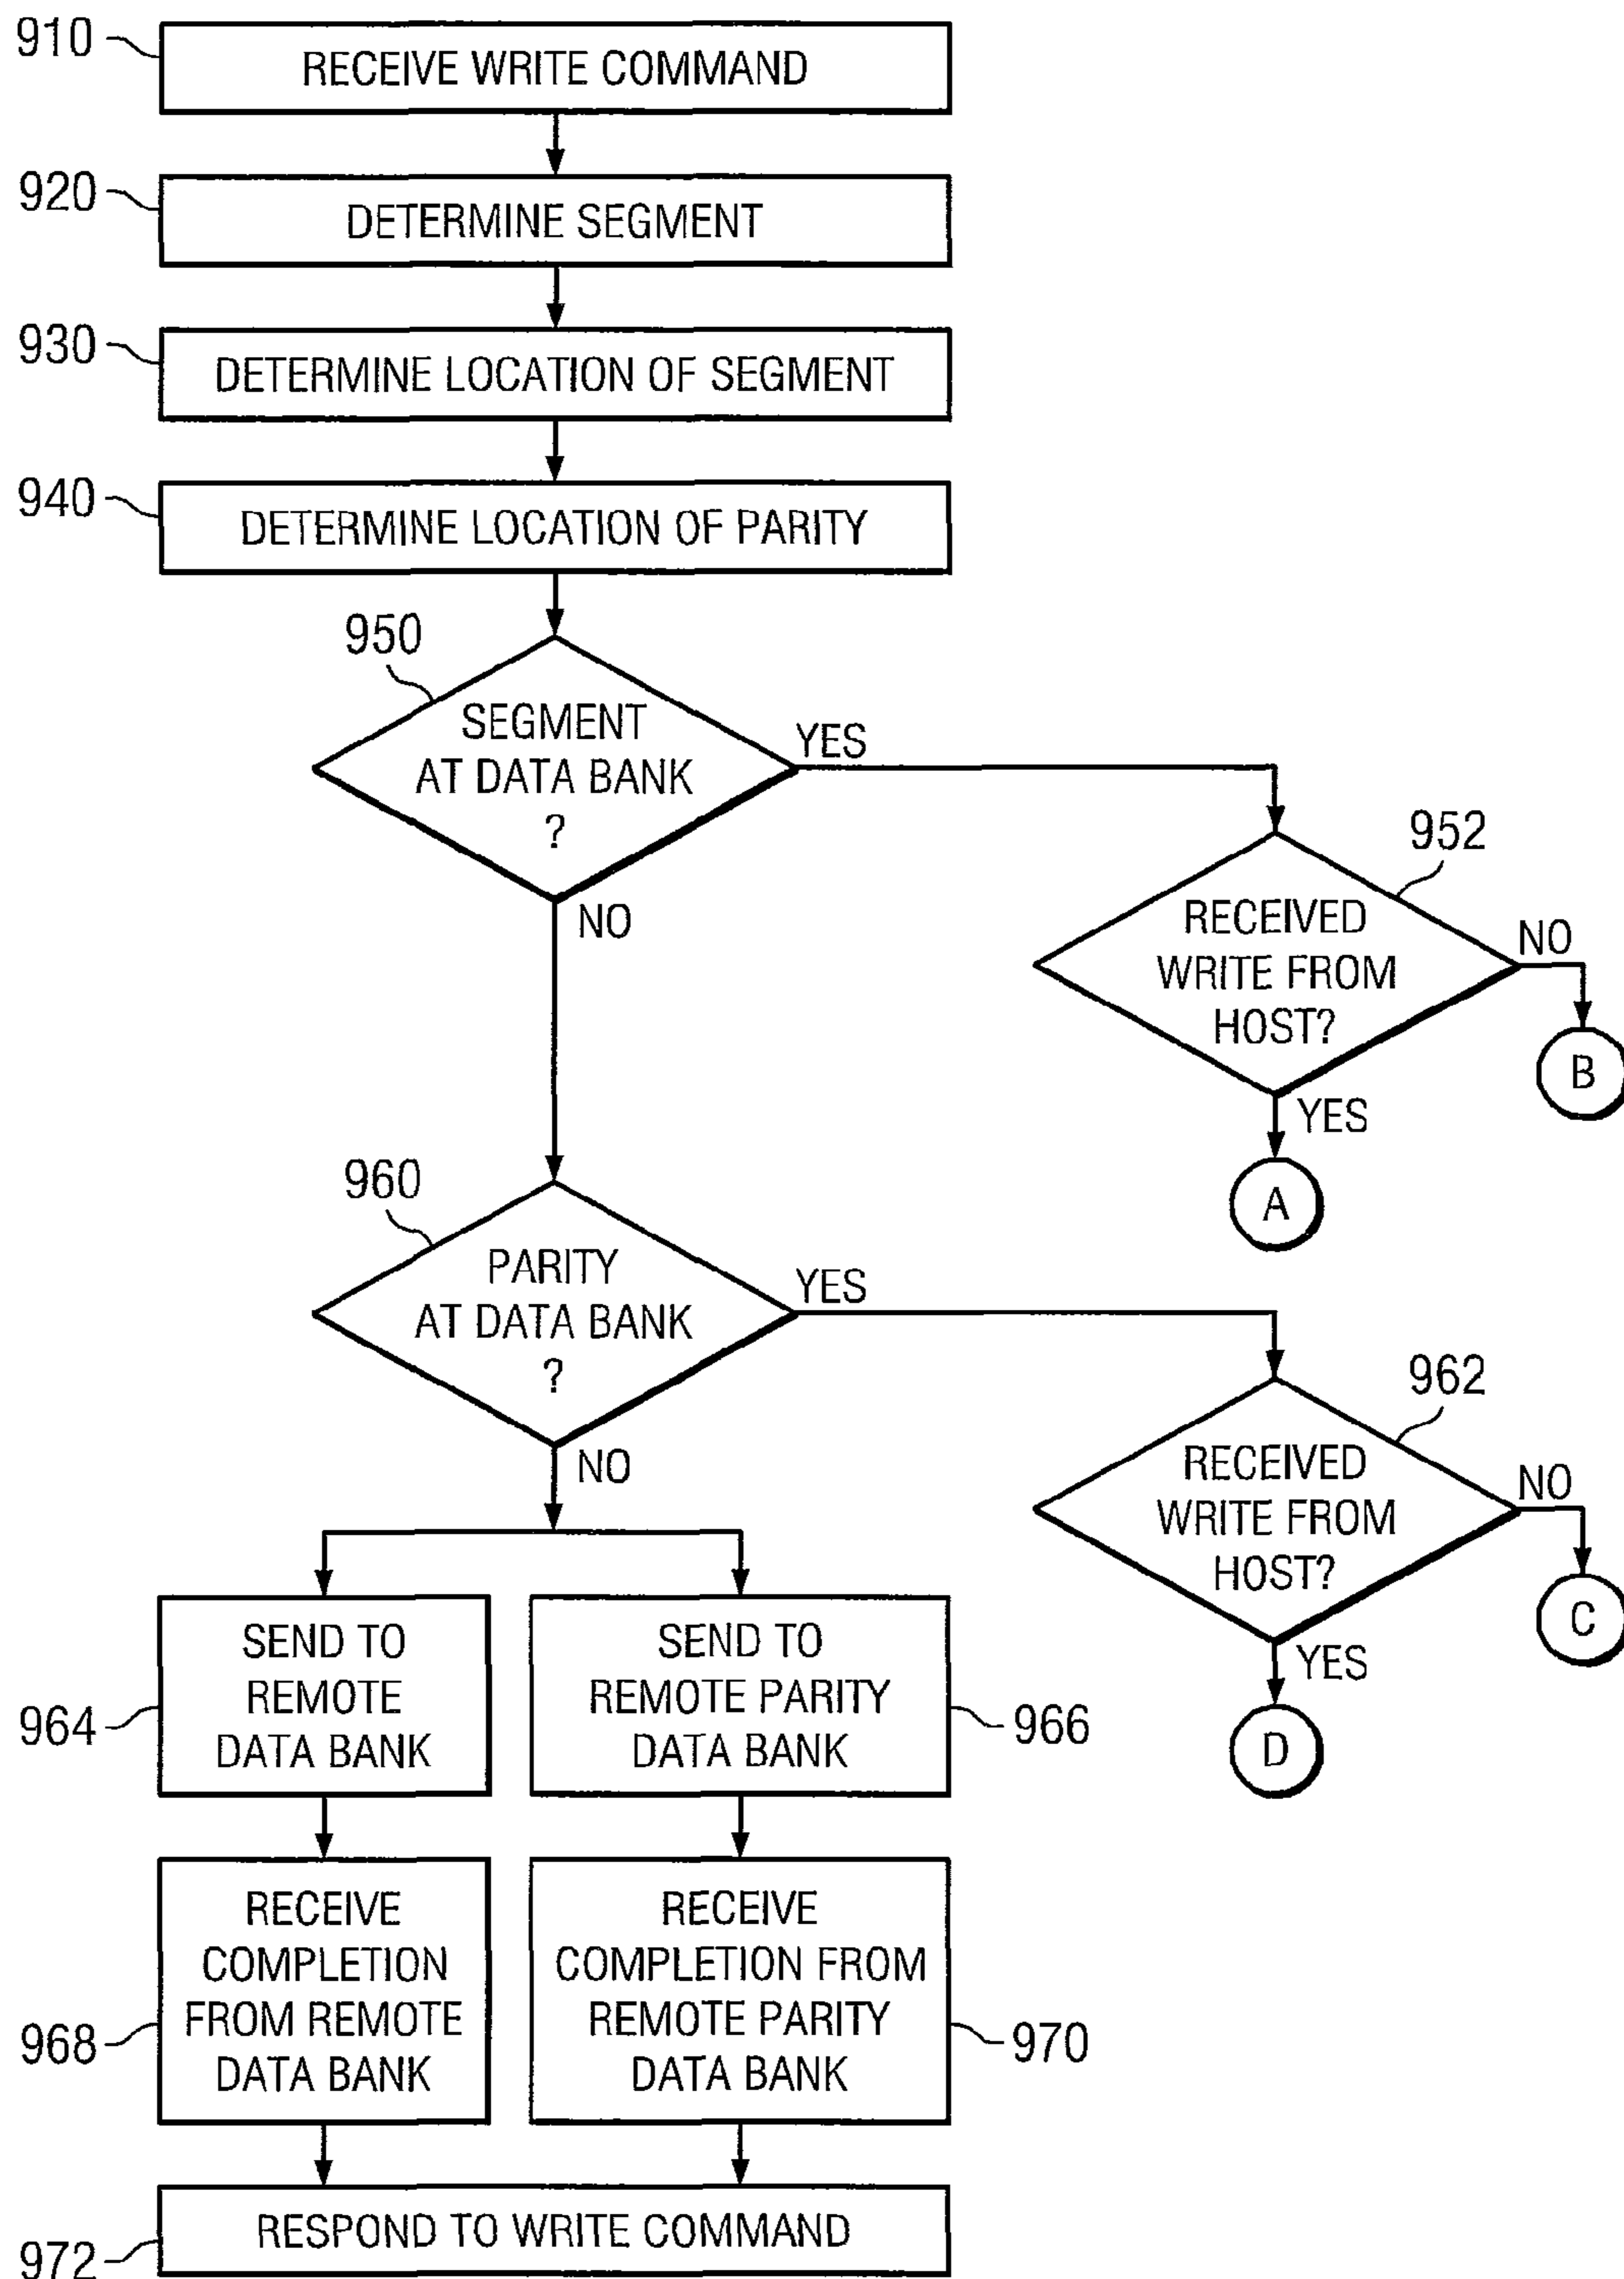 910
RECEIVE WRITE COMMAND
920
DETERMINE SEGMENT
930
DETERMINE LOCATION OF SEGMENT
940
DETERMINE LOCATION OF PARITY
950
SEGMENT
AT DATA BANK
?
YES
NO
952
RECEIVED
WRITE FROM
HOST?
NO
B
YES
A
960
PARITY
AT DATA BANK
?
YES
NO
962
RECEIVED
WRITE FROM
HOST?
NO
C
YES
D
964
SEND TO
REMOTE
DATA BANK
SEND TO
REMOTE PARITY
DATA BANK
966
968
RECEIVE
COMPLETION
FROM REMOTE
DATA BANK
RECEIVE
COMPLETION FROM
REMOTE PARITY
DATA BANK
970
972
RESPOND TO WRITE COMMAND